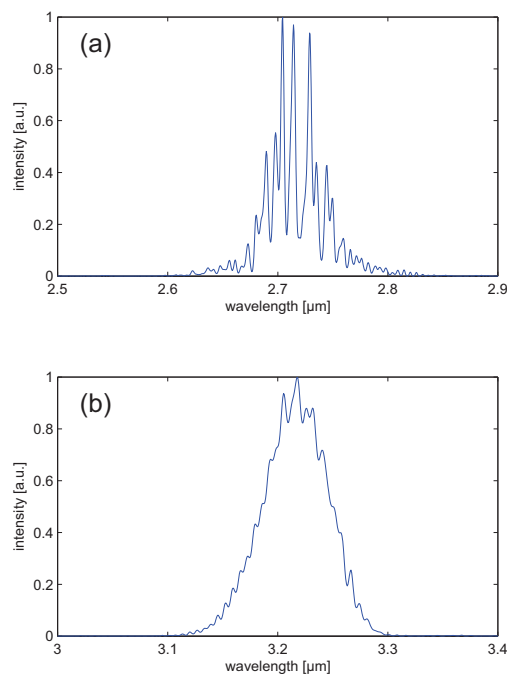 (a)
intensity [a.u.]
1
0.8
0.6
0.4
0.2
0
2.5 2.6 2.7 2.8 2.9
wavelength [µm]
(b)
intensity [a.u.]
1
0.8
0.6
0.4
0.2
0
3 3.1 3.2 3.3 3.4
wavelength [µm]